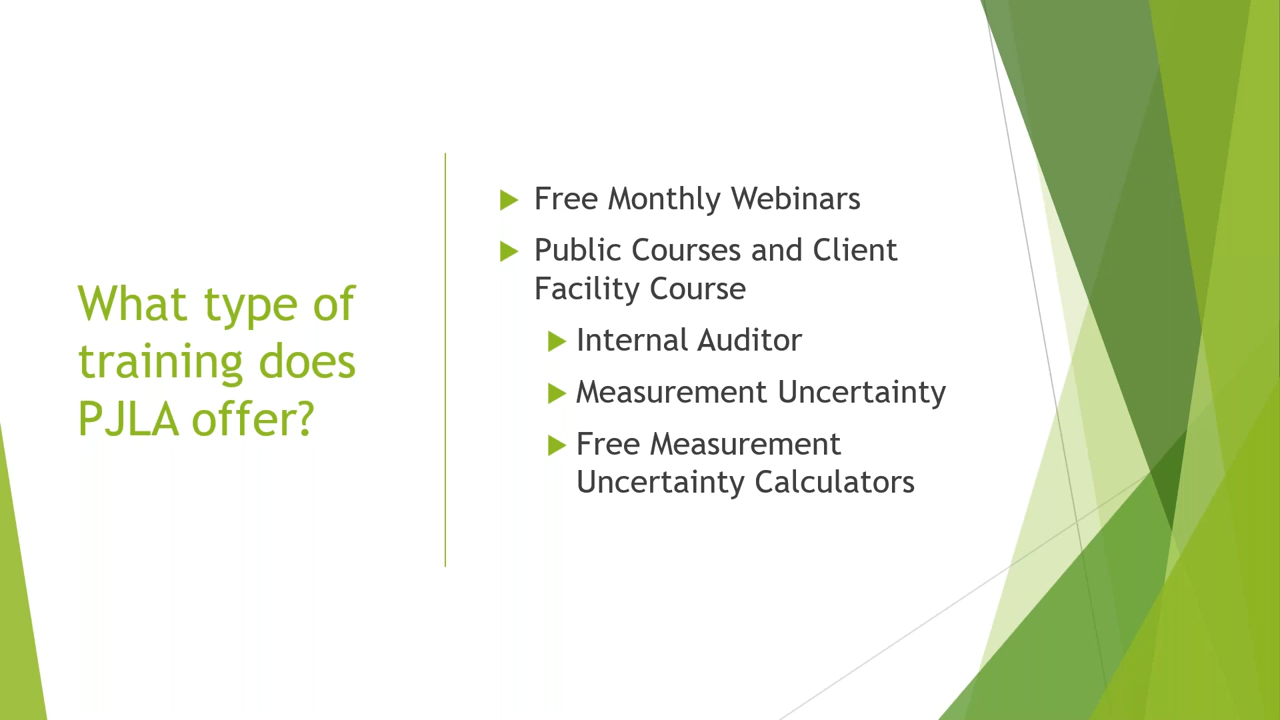 What type of
training does
PJLA offer?
Free Monthly Webinars
Public Courses and Client
Facility Course
Internal Auditor
Measurement Uncertainty
Free Measurement
Uncertainty Calculators